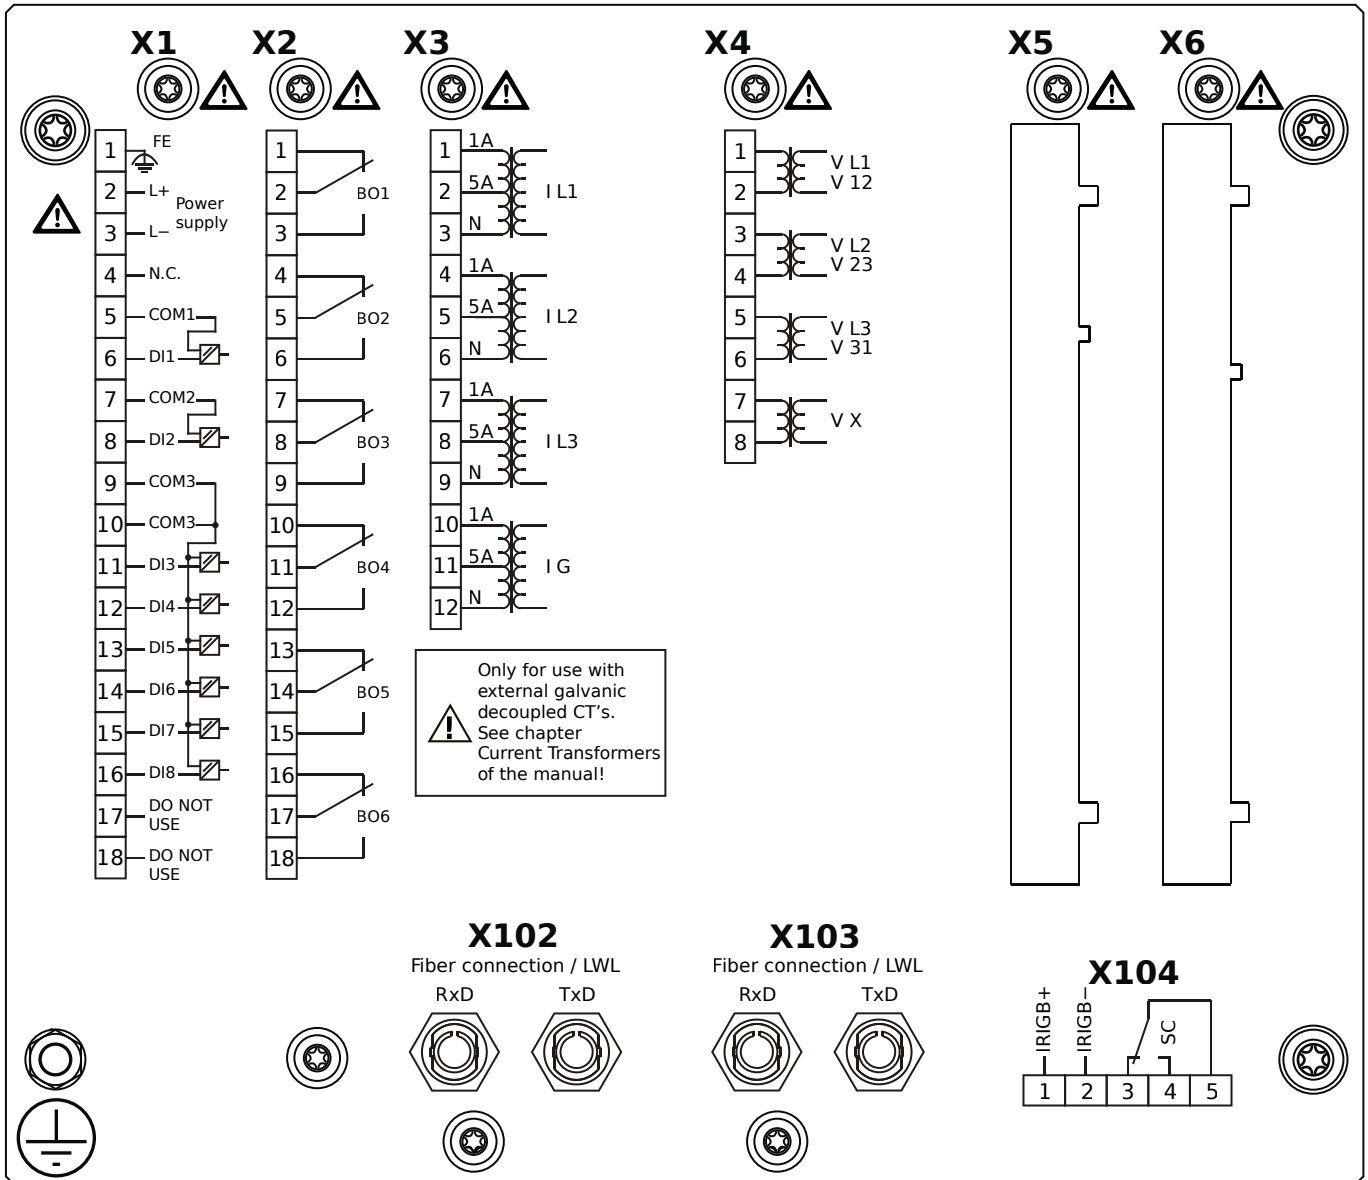 X1
X2
X3
X4
X5
X6
1 FE
2 L+
Power
supply
3 L−
4 N.C.
5 COM1
6 DI1
7 COM2
8 DI2
9 COM3
10 COM3
11 DI3
12 DI4
13 DI5
14 DI6
15 DI7
16 DI8
17 DO NOT
USE
18 DO NOT
USE
1
2 BO1
3
4
5 BO2
6
7
8 BO3
9
10
11 BO4
12
13
14 BO5
15
16
17 BO6
18
1 1A
2 5A I L1
3 N
4 1A
5 5A I L2
6 N
7 1A
8 5A I L3
9 N
10 1A
11 5A I G
12 N
Only for use with
external galvanic
decoupled CT's.
See chapter
Current Transformers
of the manual!
1 V L1
2 V 12
3 V L2
4 V 23
5 V L3
6 V 31
7 V X
8
X102
Fiber connection / LWL
RxD TxD
X103
Fiber connection / LWL
RxD TxD
X104
IRIGB+
IRIGB−
SC
1 2 3 4 5